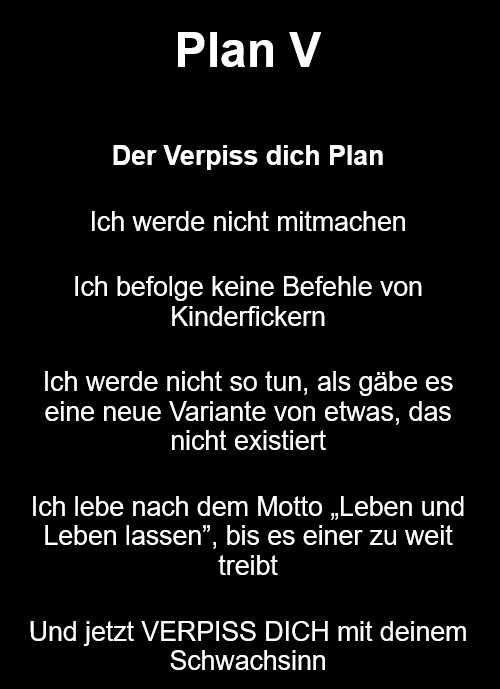 Plan V
Der Verpiss dich Plan
Ich werde nicht mitmachen
Ich befolge keine Befehle von
Kinderfickern
Ich werde nicht so tun, als gäbe es
eine neue Variante von etwas, das
nicht existiert
Ich lebe nach dem Motto „Leben und
Leben lassen”, bis es einer zu weit
treibt
Und jetzt VERPISS DICH mit deinem
Schwachsinn